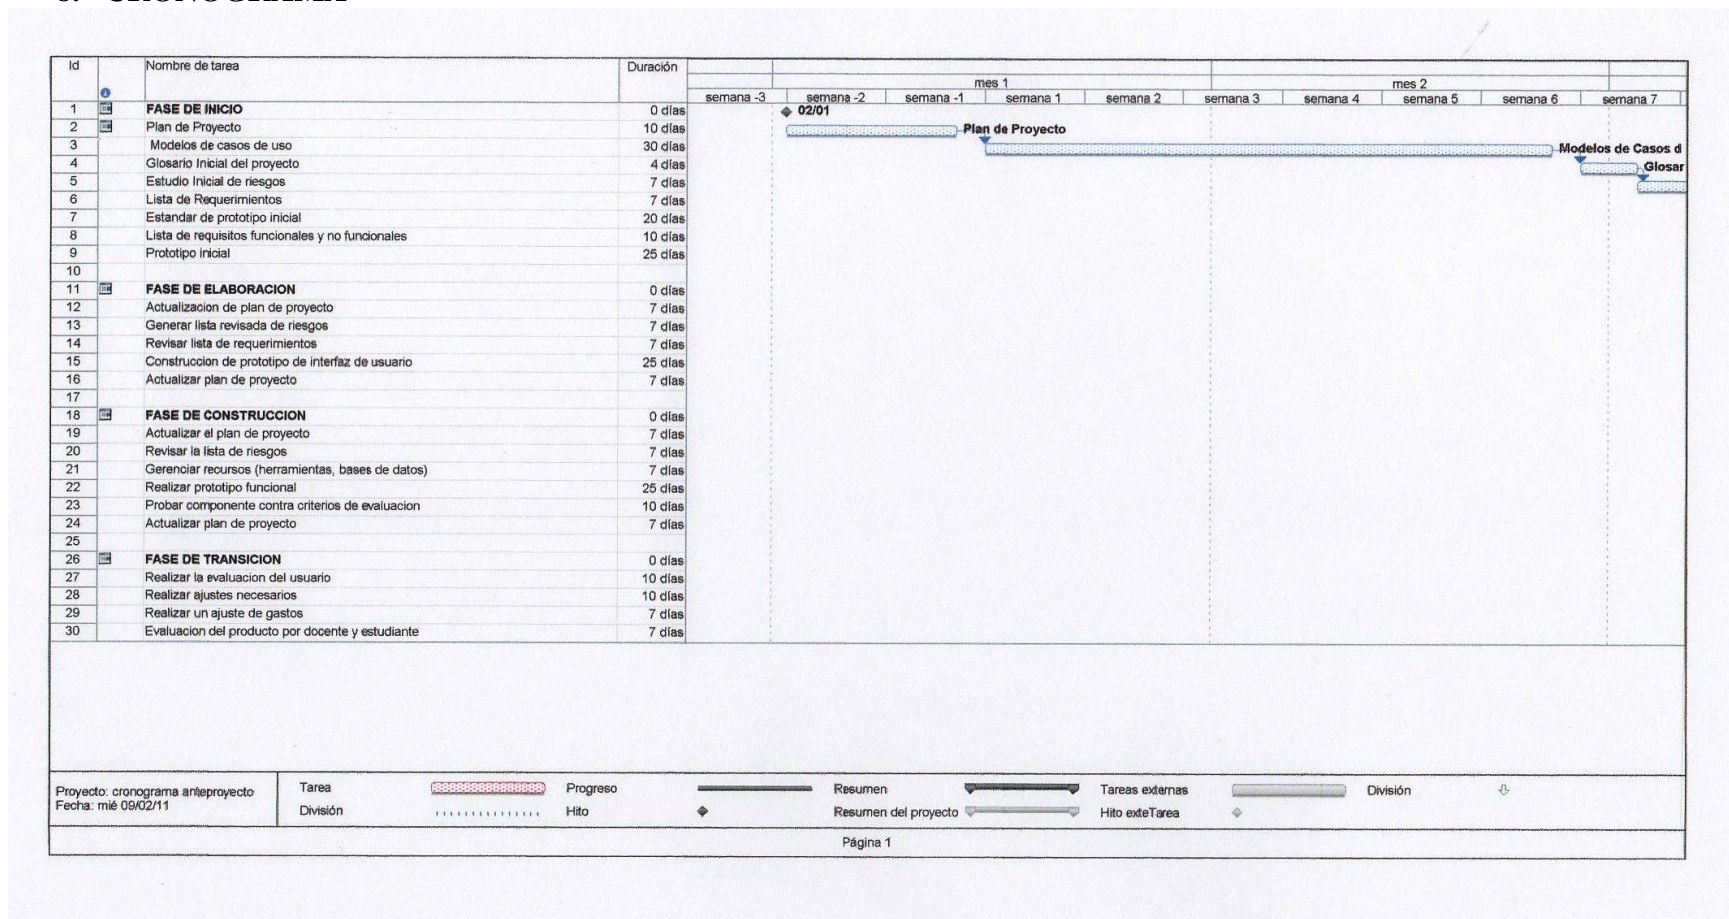 Id Nombre de tarea Duración
mes 1 mes 2
semana -3 semana -2 semana -1 semana 1 semana 2 semana 3 semana 4 semana 5 semana 6 semana 7
1 FASE DE INICIO 0 días 02/01
2 Plan de Proyecto 10 días Plan de Proyecto
3 Modelos de casos de uso 30 días Modelos de Casos d
4 Glosario Inicial del proyecto 4 días Glosar
5 Estudio Inicial de riesgos 7 días
6 Lista de Requerimientos 7 días
7 Estandar de prototipo inicial 20 días
8 Lista de requisitos funcionales y no funcionales 10 días
9 Prototipo inicial 25 días
10
11 FASE DE ELABORACION 0 días
12 Actualizacion de plan de proyecto 7 días
13 Generar lista revisada de riesgos 7 días
14 Revisar lista de requerimientos 7 días
15 Construccion de prototipo de interfaz de usuario 25 días
16 Actualizar plan de proyecto 7 días
17
18 FASE DE CONSTRUCCION 0 días
19 Actualizar el plan de proyecto 7 días
20 Revisar la lista de riesgos 7 días
21 Gerenciar recursos (herramientas, bases de datos) 7 días
22 Realizar prototipo funcional 25 días
23 Probar componente contra criterios de evaluacion 10 días
24 Actualizar plan de proyecto 7 días
25
26 FASE DE TRANSICION 0 días
27 Realizar la evaluacion del usuario 10 días
28 Realizar ajustes necesarios 10 días
29 Realizar un ajuste de gastos 7 días
30 Evaluacion del producto por docente y estudiante 7 días
Proyecto: cronograma anteproyecto
Fecha: mié 09/02/11
Tarea Progreso Resumen Tareas externas División
División Hito Resumen del proyecto Hito exteTarea
Página 1